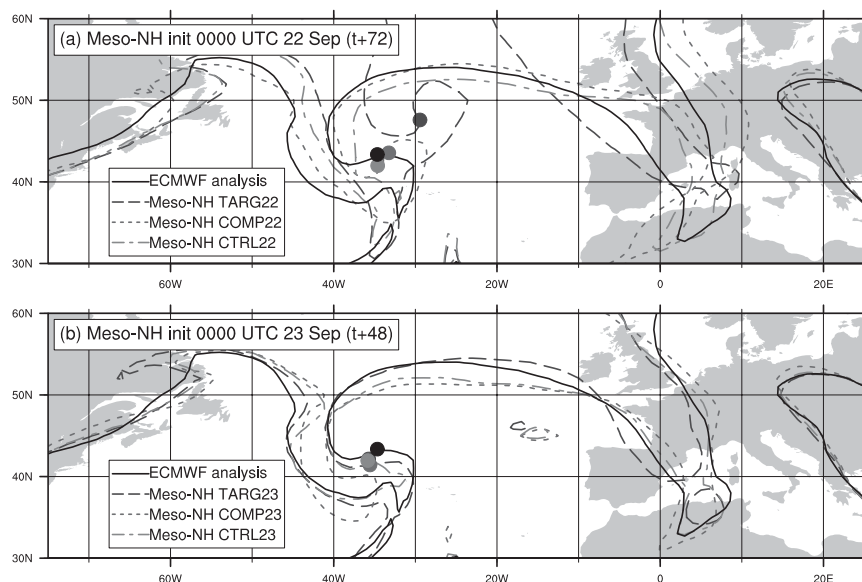 60N
(a) Meso-NH init 0000 UTC 22 Sep (t+72)
50N
40N
ECMWF analysis
Meso-NH TARG22
Meso-NH COMP22
Meso-NH CTRL22
30N
60W 40W 20W 0 20E
60N
(b) Meso-NH init 0000 UTC 23 Sep (t+48)
50N
40N
ECMWF analysis
Meso-NH TARG23
Meso-NH COMP23
Meso-NH CTRL23
30N
60W 40W 20W 0 20E